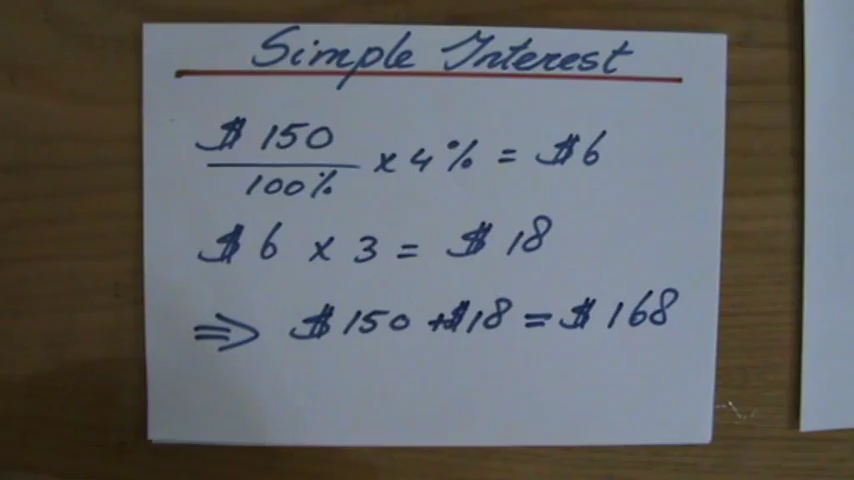 Simple Interest
$ 150
100%
x 4% = $6
$ 6 x 3 = $ 18
⇒ $ 150 + $18 = $ 168